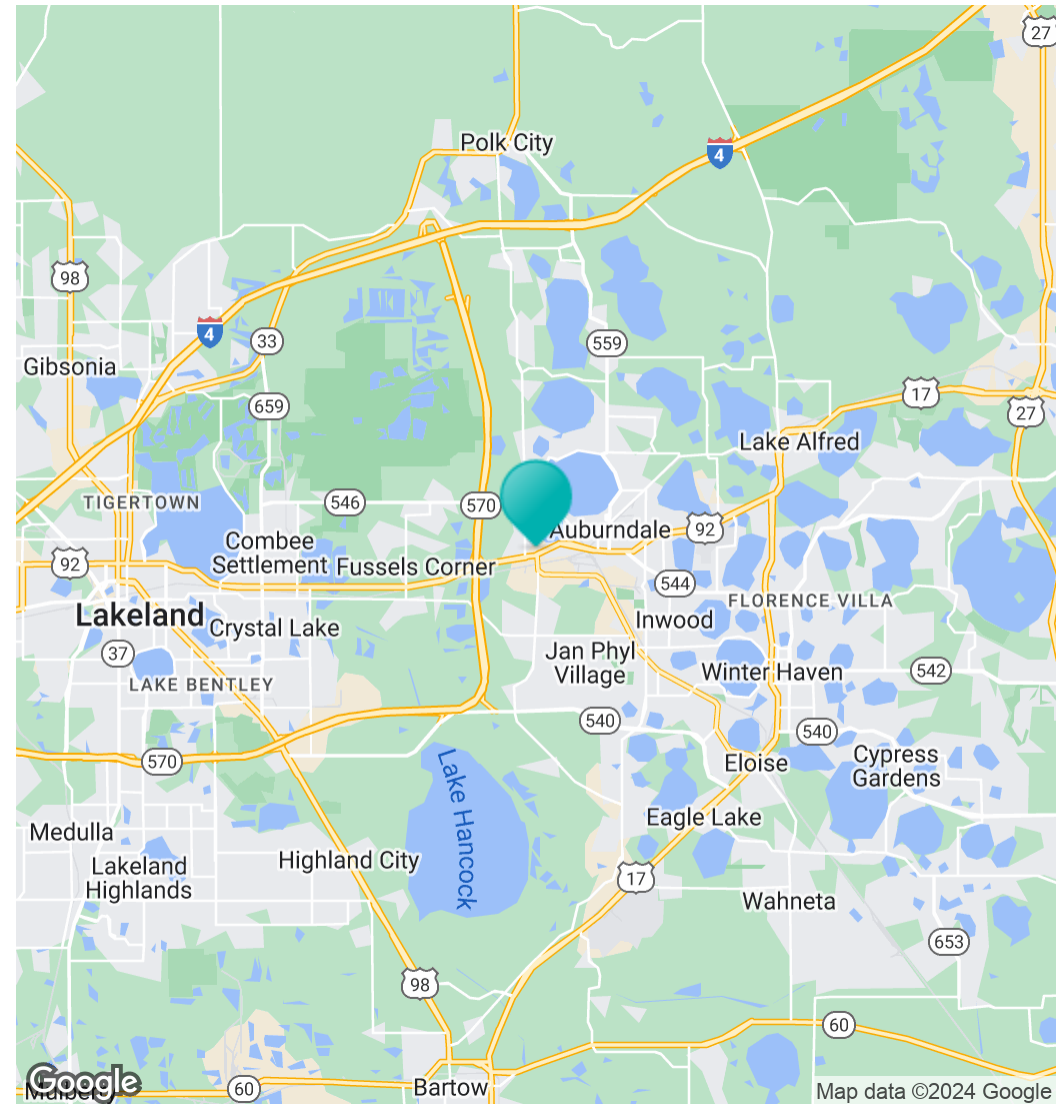 27
Polk City
4
98
4
33
559
Gibsonia
17
659
27
Lake Alfred
TIGERTOWN
546
570
Auburndale
92
Combee
Settlement
Fussels Corner
92
544
FLORENCE VILLA
Lakeland
Inwood
Crystal Lake
37
Jan Phyl
Village
Winter Haven
542
LAKE BENTLEY
540
540
570
Eloise
Cypress
Gardens
Lake Hancock
Eagle Lake
Medulla
Highland City
Lakeland
Highlands
17
Wahneta
653
98
60
Google
Mulberry
60
Bartow
Map data ©2024 Google